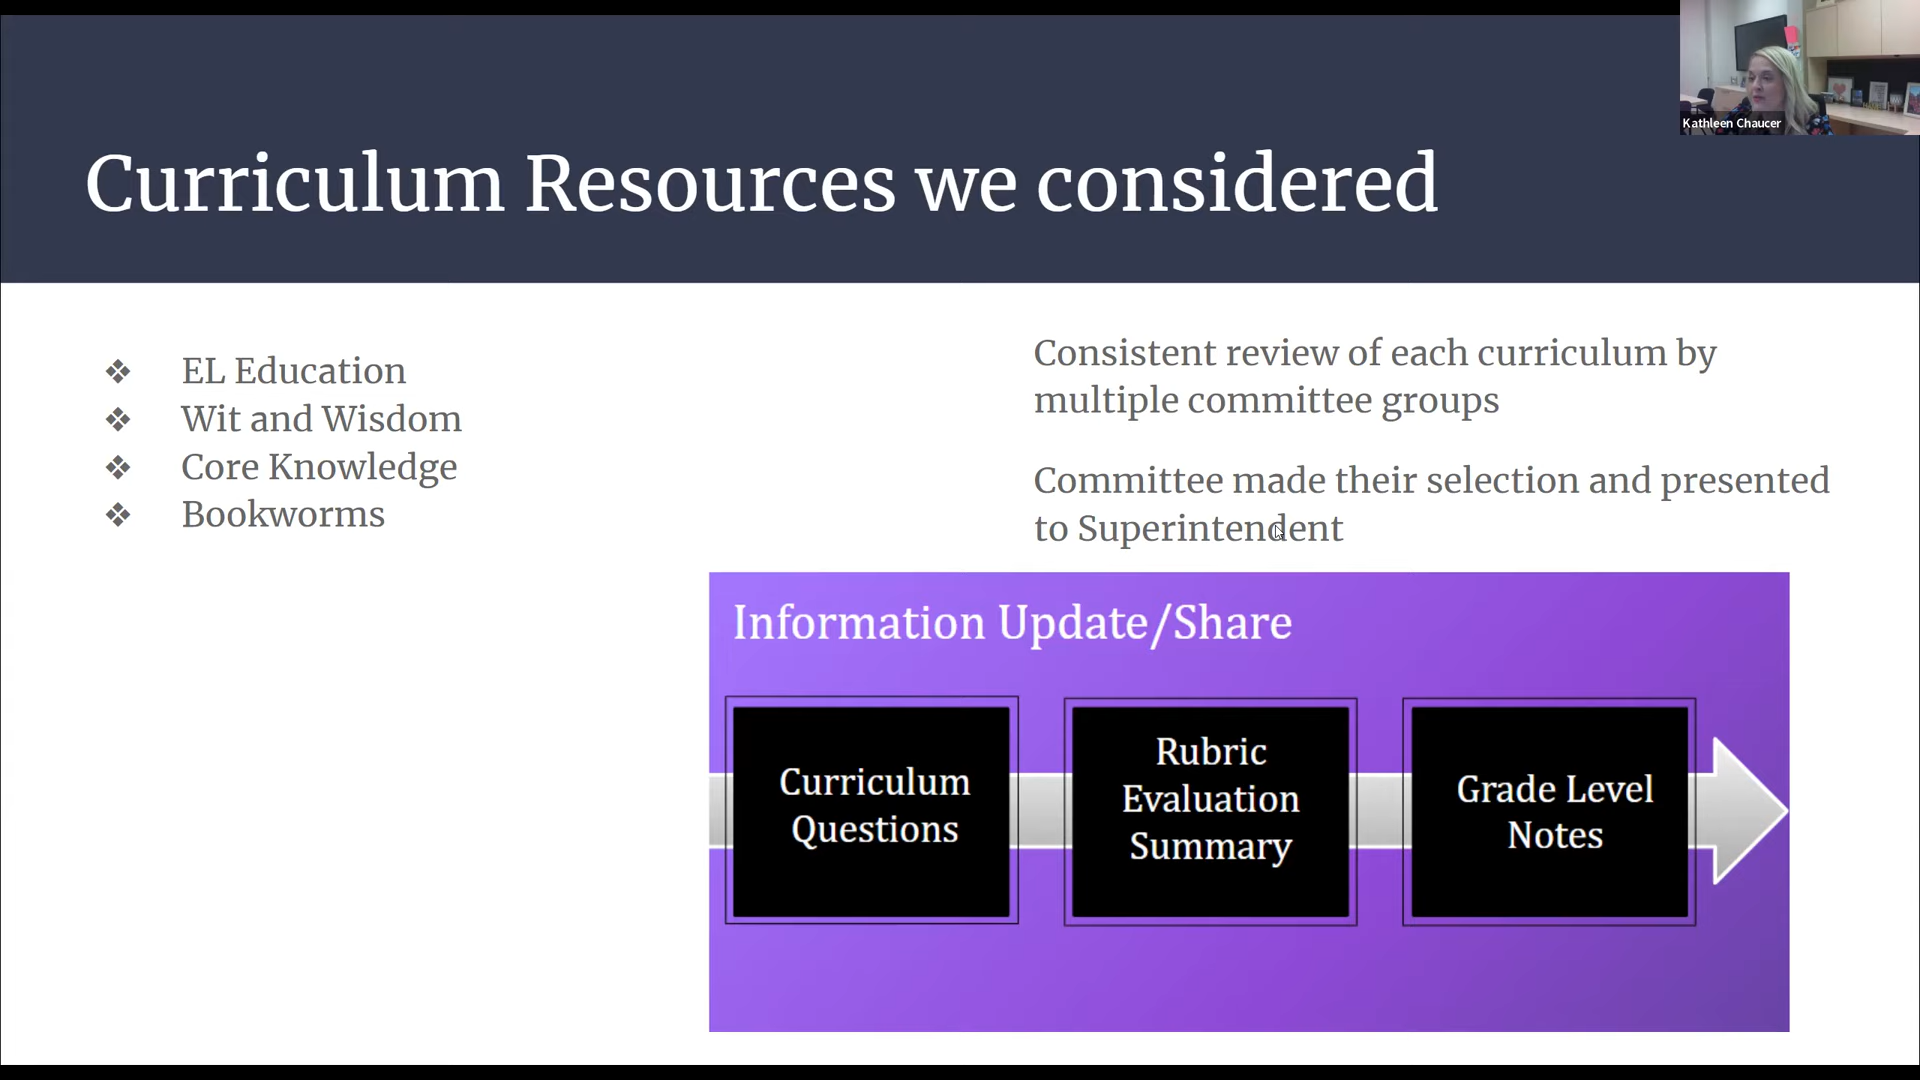 Kathleen Chaucer
Curriculum Resources we considered
EL Education
Wit and Wisdom
Core Knowledge
Bookworms
Consistent review of each curriculum by
multiple committee groups
Committee made their selection and presented
to Superintendent
Information Update/Share
Curriculum
Questions
Rubric
Evaluation
Summary
Grade Level
Notes